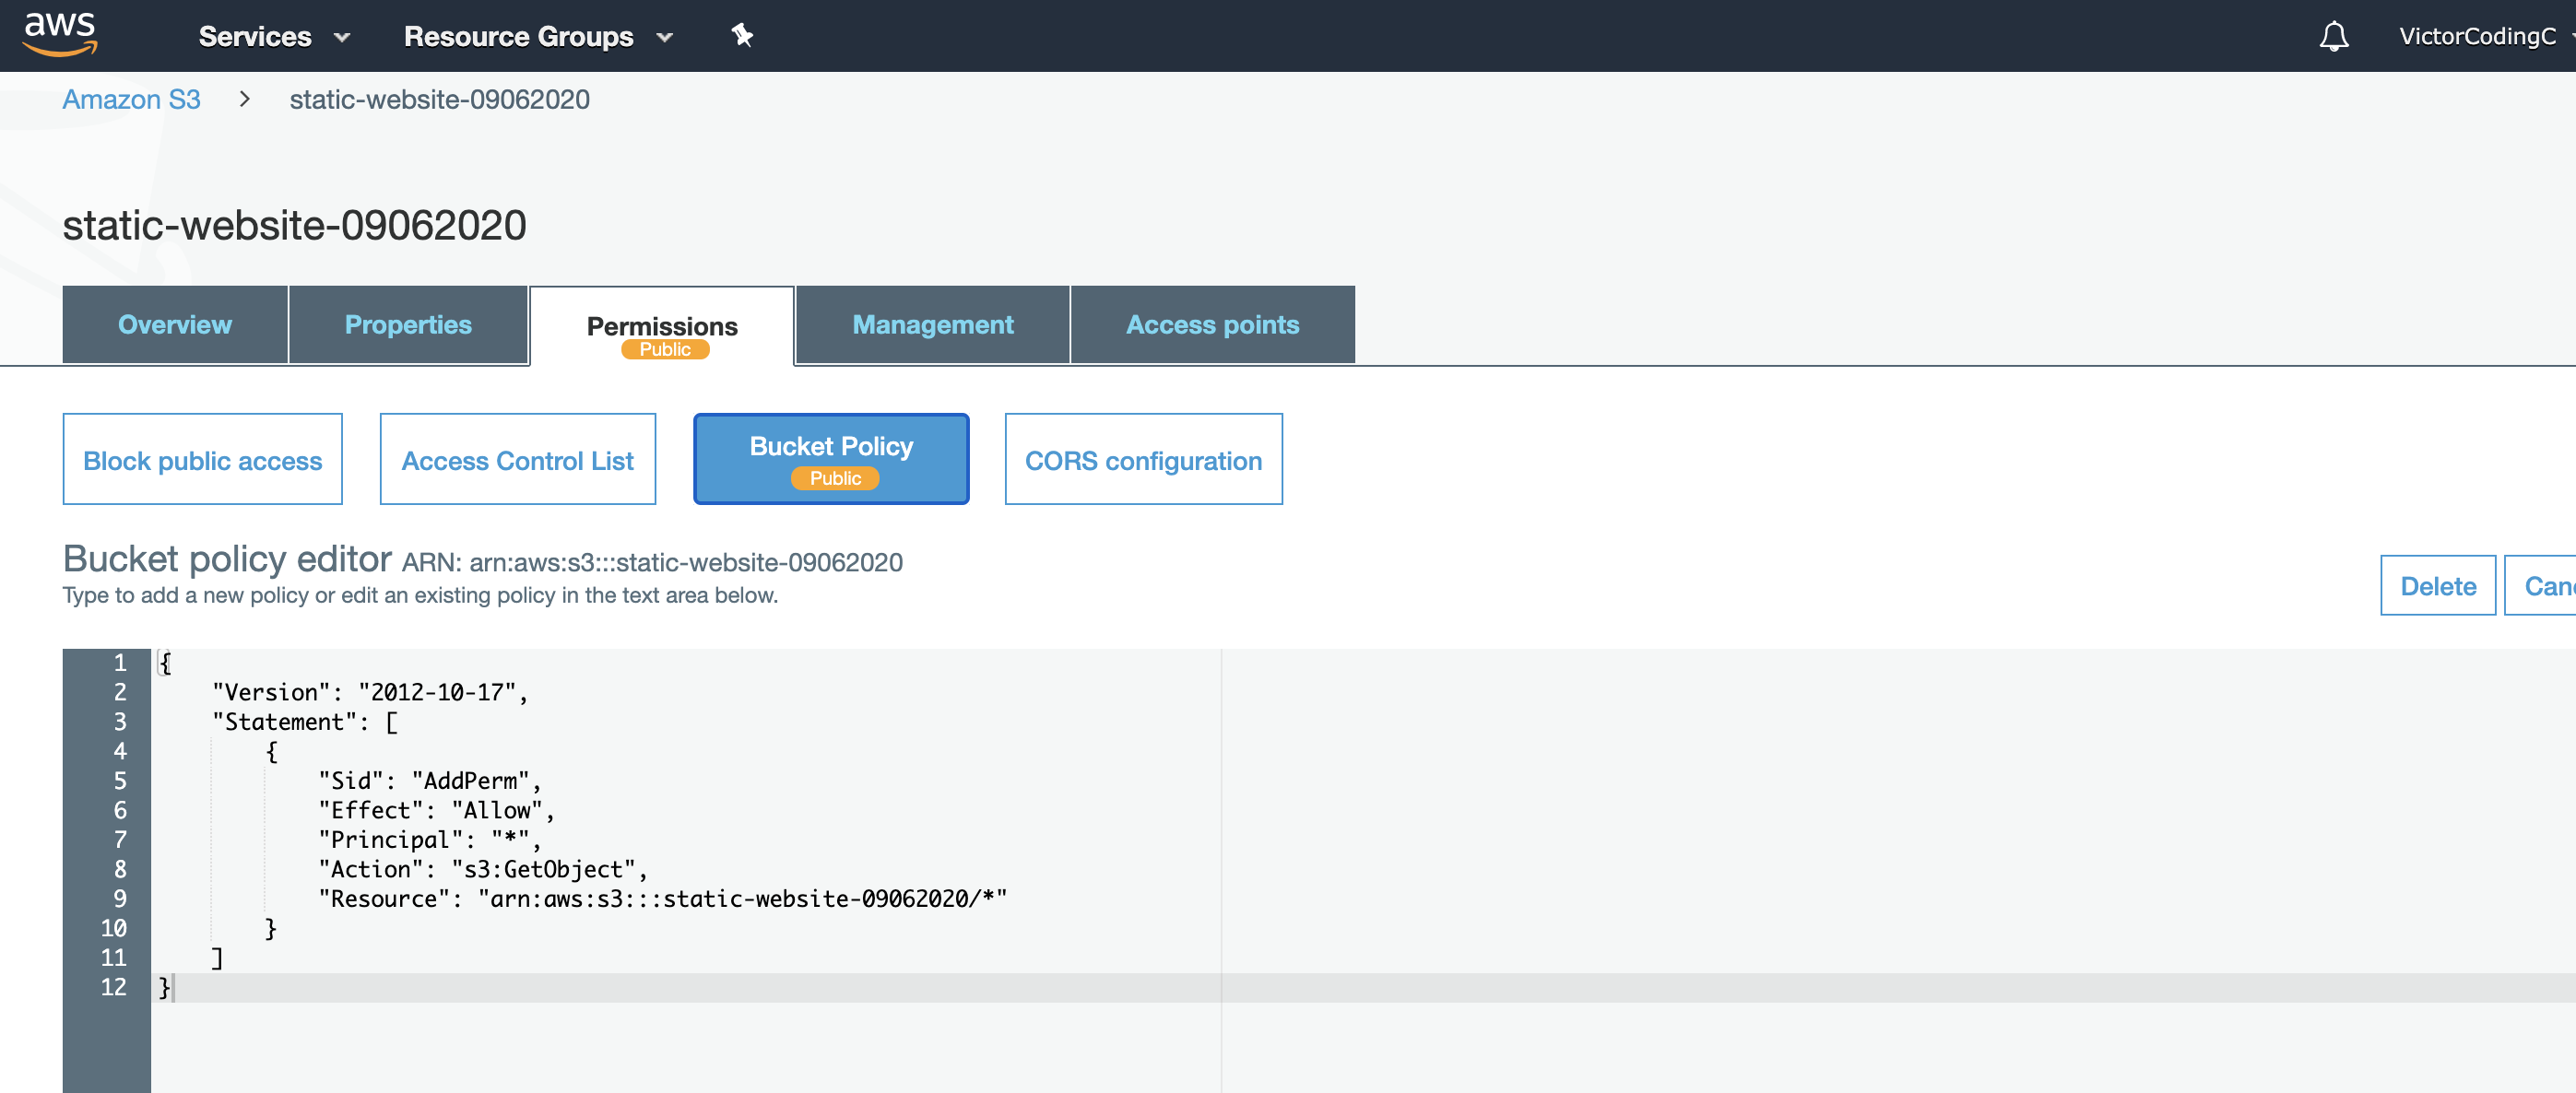 aws Services Resource Groups VictorCodingC
Amazon S3 > static-website-09062020
static-website-09062020
Overview Properties Permissions Management Access points
Public
Block public access Access Control List Bucket Policy CORS configuration
Public
Bucket policy editor ARN: arn:aws:s3:::static-website-09062020
Type to add a new policy or edit an existing policy in the text area below.
Delete Canc
1 {
2 "Version": "2012-10-17",
3 "Statement": [
4 {
5 "Sid": "AddPerm",
6 "Effect": "Allow",
7 "Principal": "*",
8 "Action": "s3:GetObject",
9 "Resource": "arn:aws:s3:::static-website-09062020/*"
10 }
11 ]
12 }